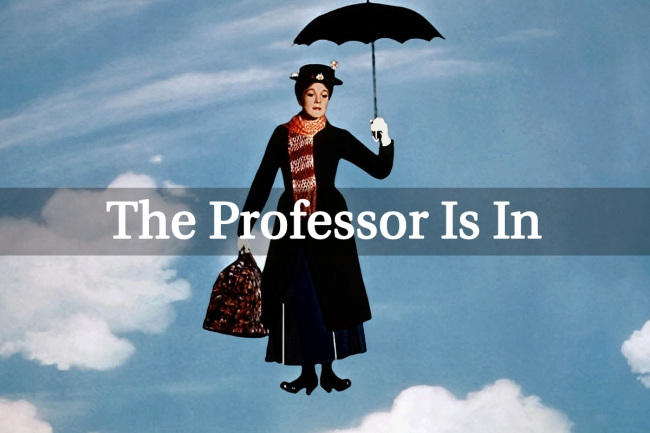 The Professor Is In